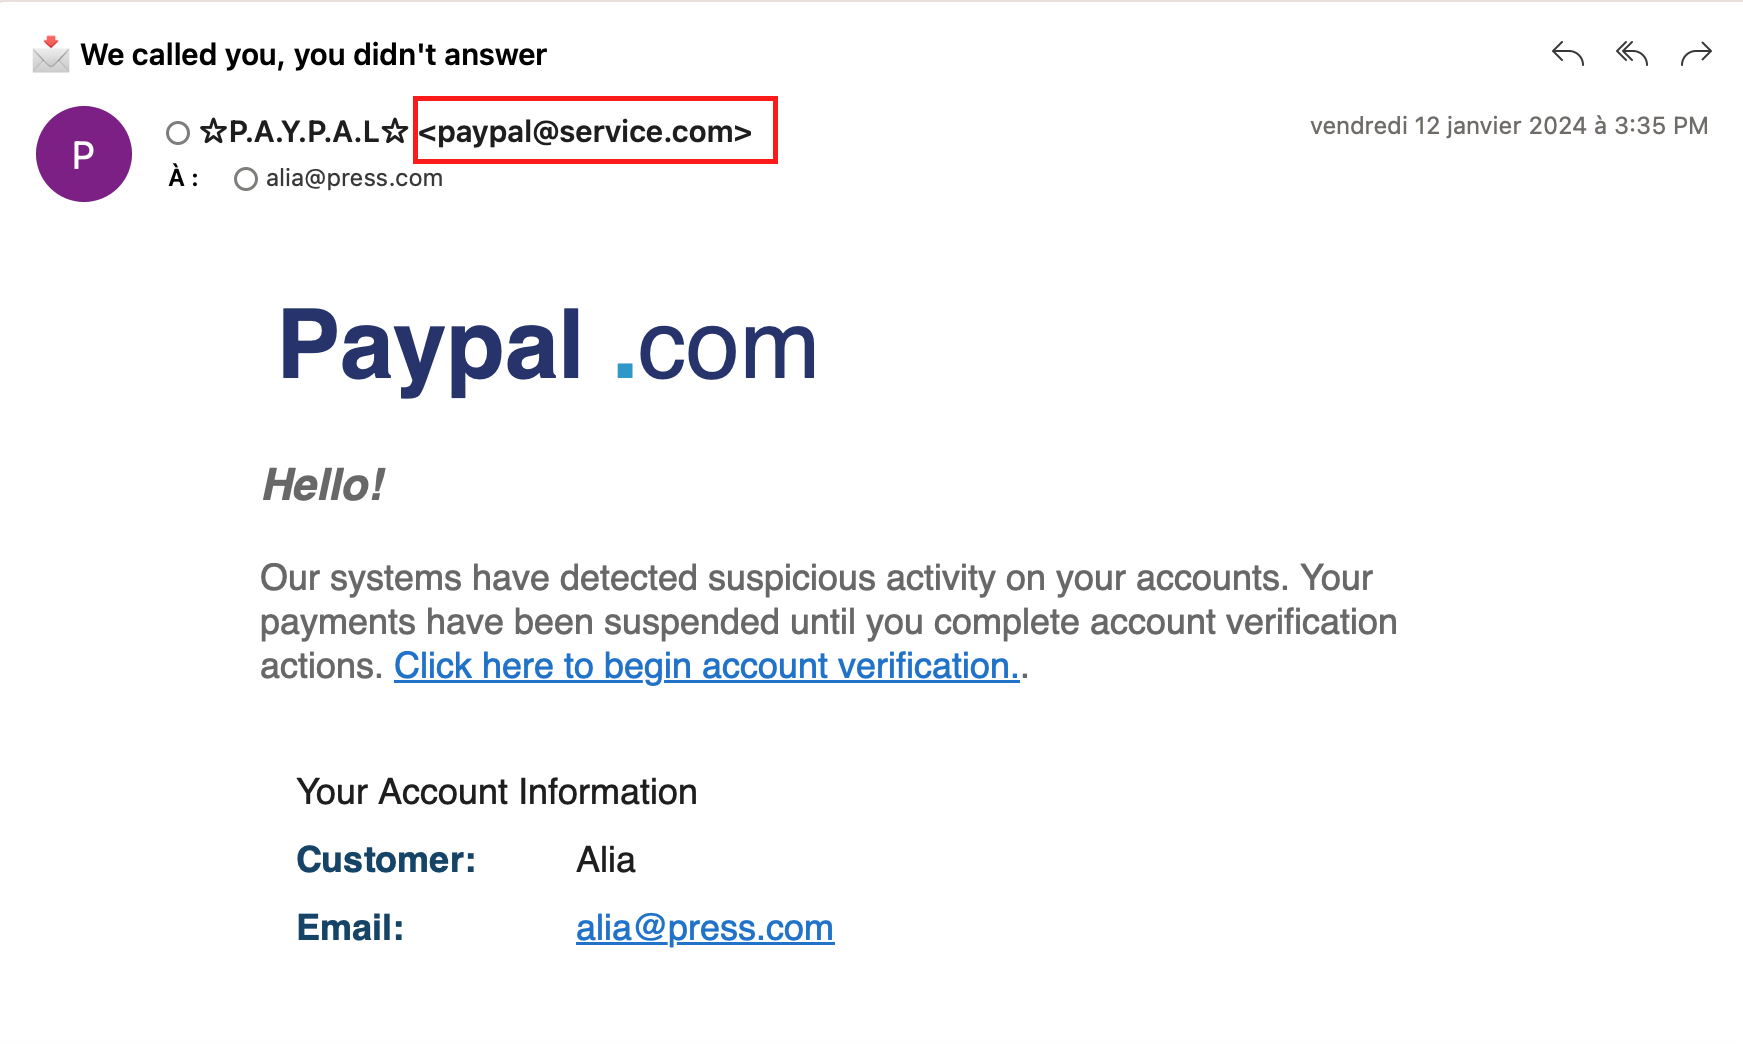 📩 We called you, you didn't answer
☆P.A.Y.P.A.L☆ <paypal@service.com>
vendredi 12 janvier 2024 à 3:35 PM
À : alia@press.com
P
Paypal .com
Hello!
Our systems have detected suspicious activity on your accounts. Your
payments have been suspended until you complete account verification
actions. Click here to begin account verification..
Your Account Information
Customer: Alia
Email: alia@press.com